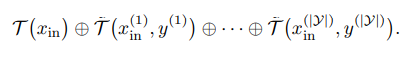 𝒯(x_in) ⊕ 𝒯̃(x_in^(1), y^(1)) ⊕ ⋯ ⊕ 𝒯̃(x_in^(|𝒴|), y^(|𝒴|)).